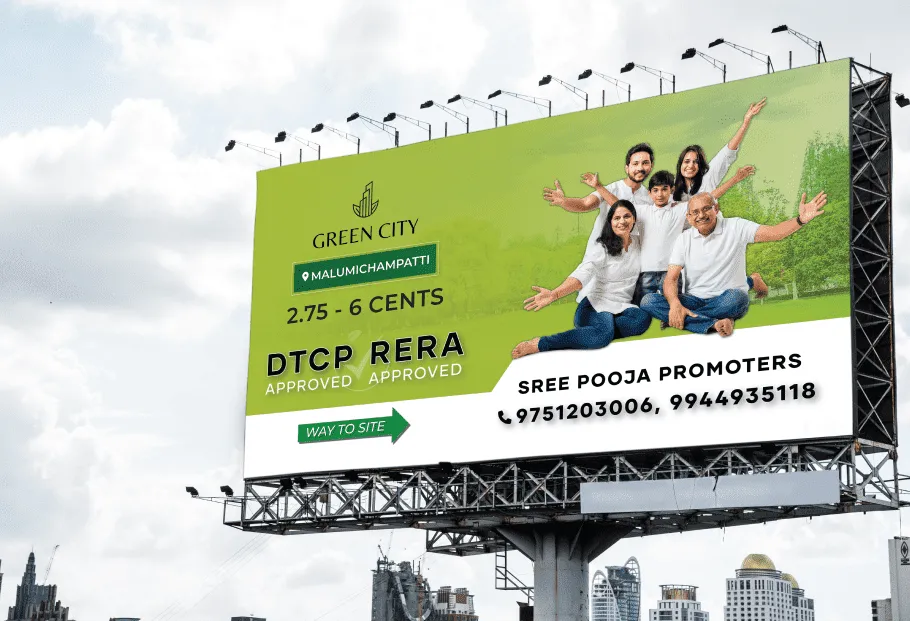 GREEN CITY
MALUMICHAMPATTI
2.75 - 6 CENTS
DTCP RERA
APPROVED APPROVED
WAY TO SITE
SREE POOJA PROMOTERS
9751203006, 9944935118